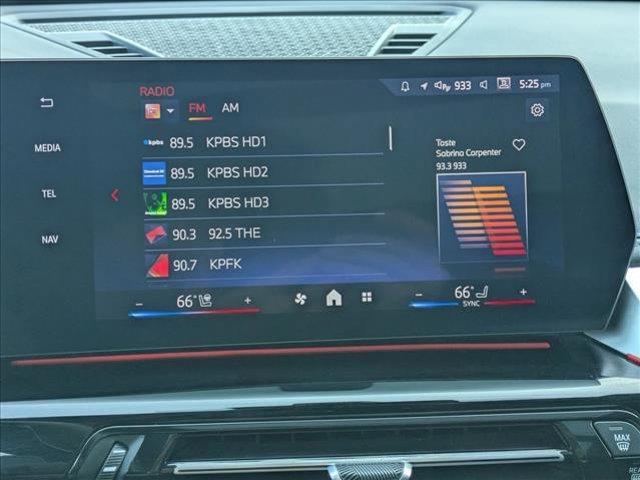 RADIO
933 5:25 pm
FM AM
MEDIA
TEL
NAV
kpbs 89.5 KPBS HD1
89.5 KPBS HD2
89.5 KPBS HD3
90.3 92.5 THE
90.7 KPFK
Taste
Sabrina Carpenter
93.3 933
- 66° +
- 66° +
SYNC
MAX
REA